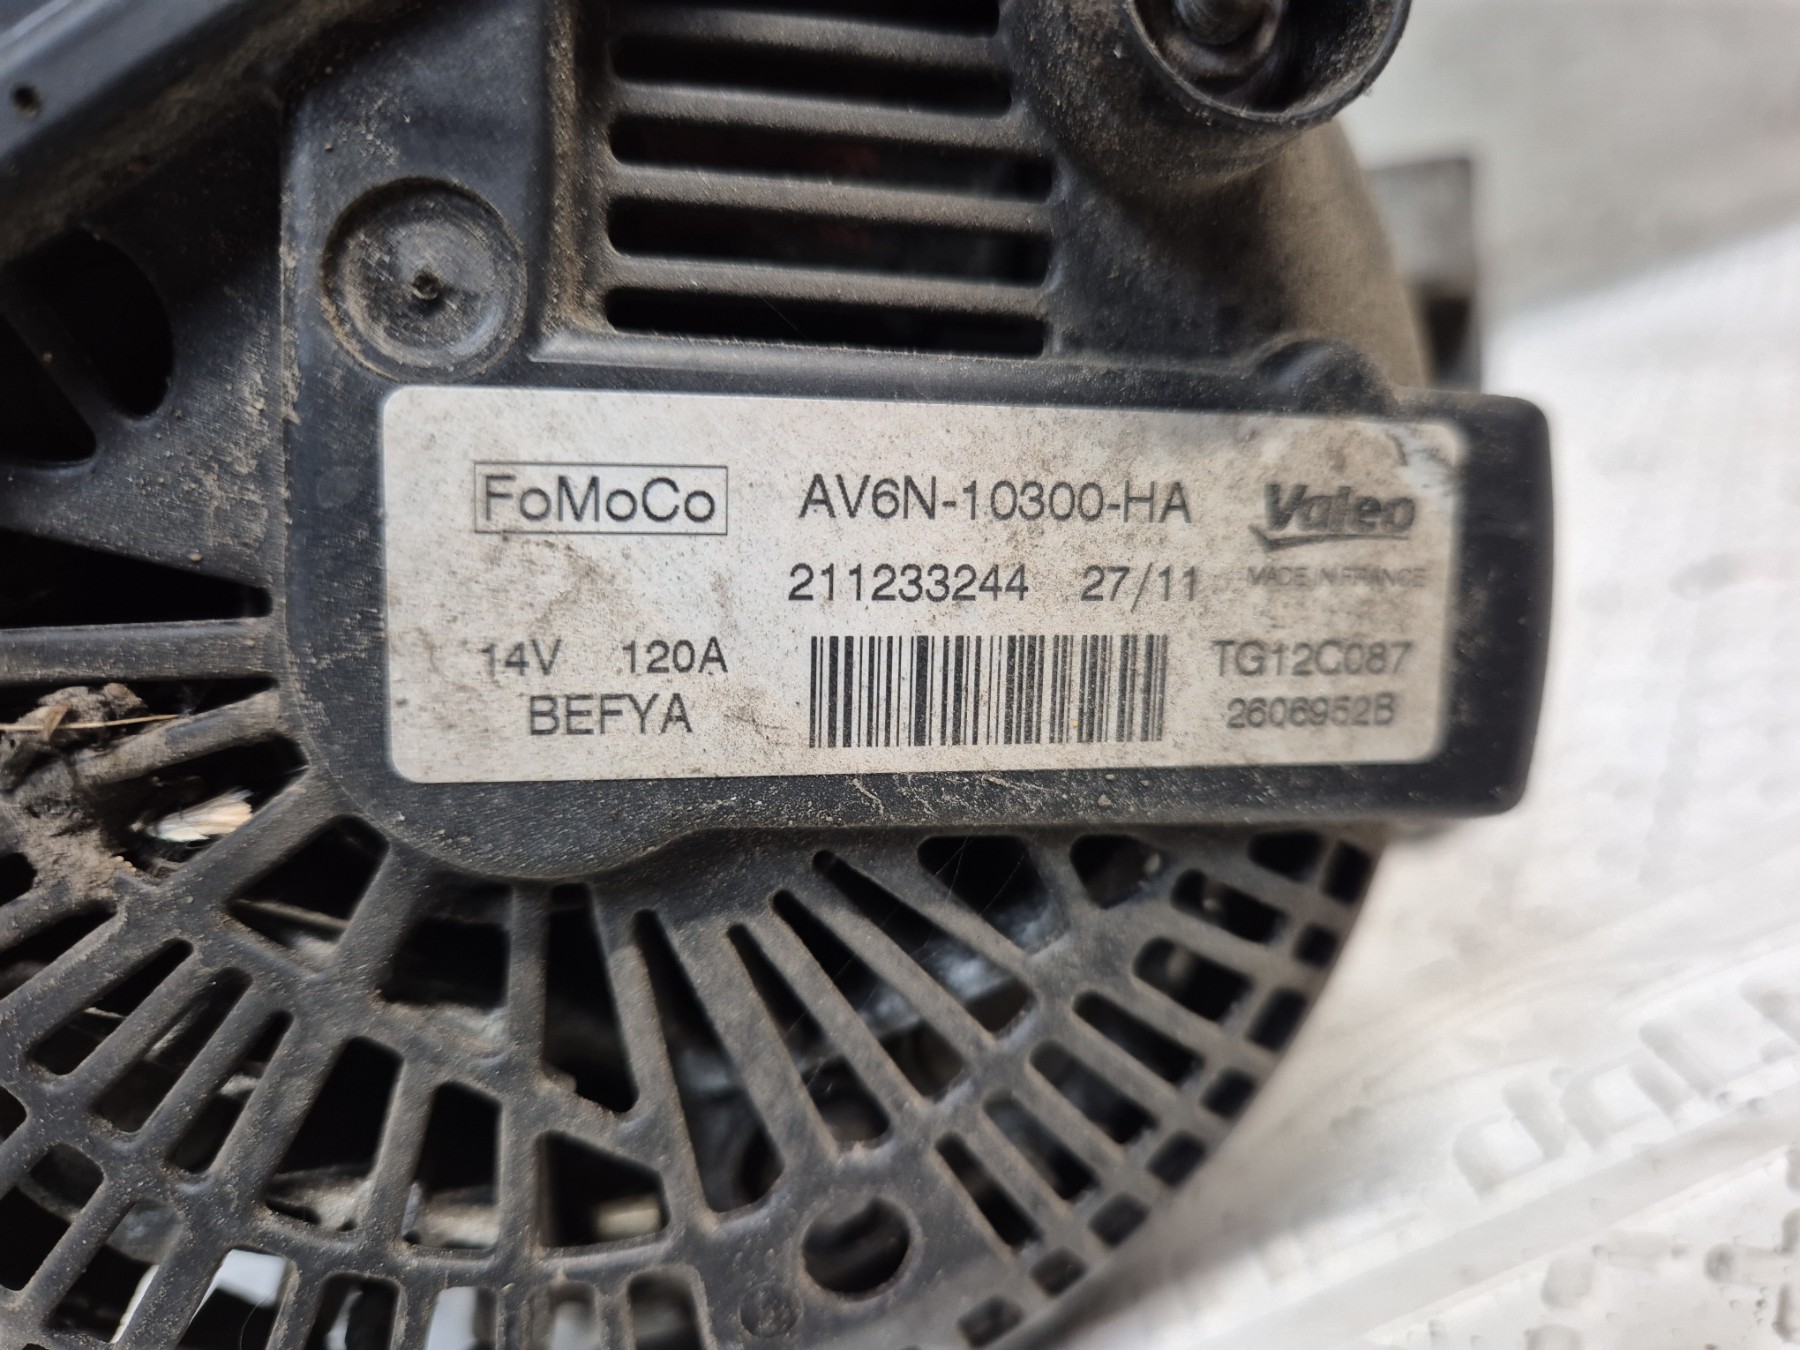 FoMoCo AV6N-10300-HA Valeo
211233244 27/11 MADE IN FRANCE
14V 120A TG12C087
BEFYA 2606952B